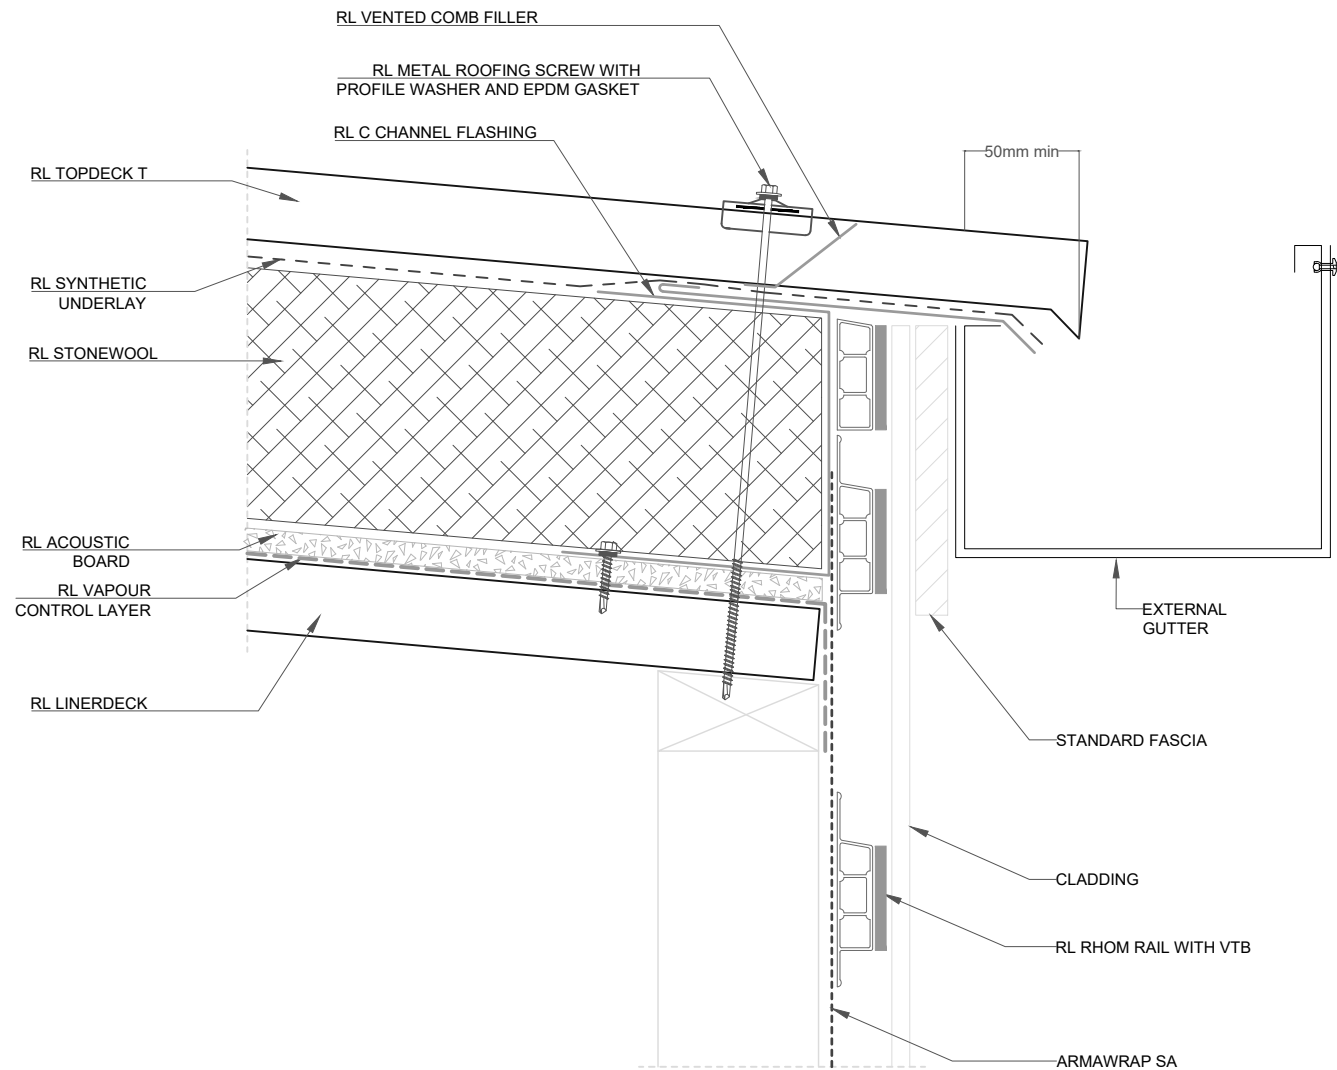 RL VENTED COMB FILLER
RL METAL ROOFING SCREW WITH
PROFILE WASHER AND EPDM GASKET
RL C CHANNEL FLASHING
50mm min
RL TOPDECK T
RL SYNTHETIC
UNDERLAY
RL STONEWOOL
RL ACOUSTIC
BOARD
RL VAPOUR
CONTROL LAYER
RL LINERDECK
EXTERNAL
GUTTER
STANDARD FASCIA
CLADDING
RL RHOM RAIL WITH VTB
ARMAWRAP SA